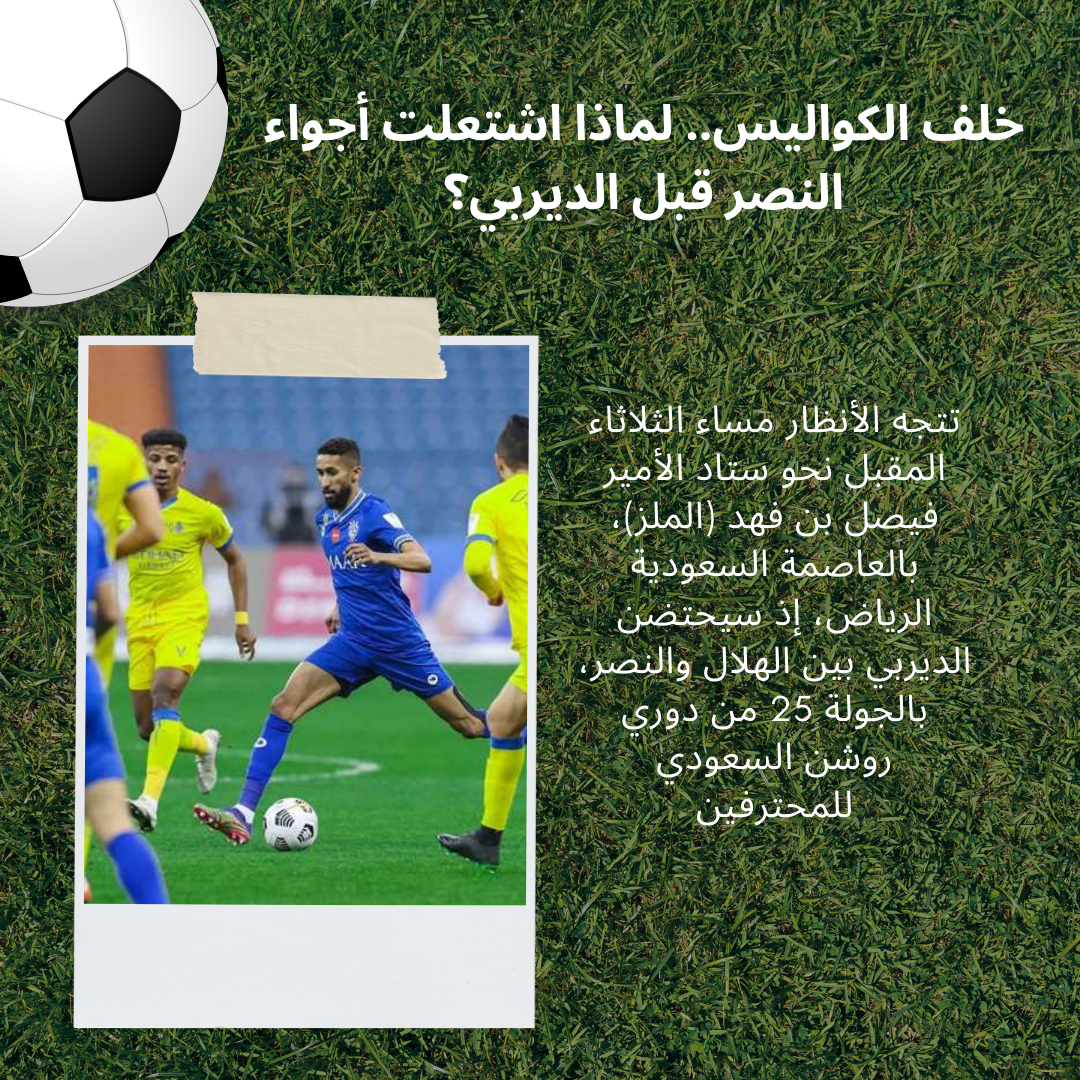 خلف الكواليس.. لماذا اشتعلت أجواء
النصر قبل الديربي؟
تتجه الأنظار مساء الثلاثاء
المقبل نحو ستاد الأمير
فيصل بن فهد (الملز)،
بالعاصمة السعودية
الرياض، إذ سيحتضن
الديربي بين الهلال والنصر،
بالجولة 25 من دوري
روشن السعودي
للمحترفين